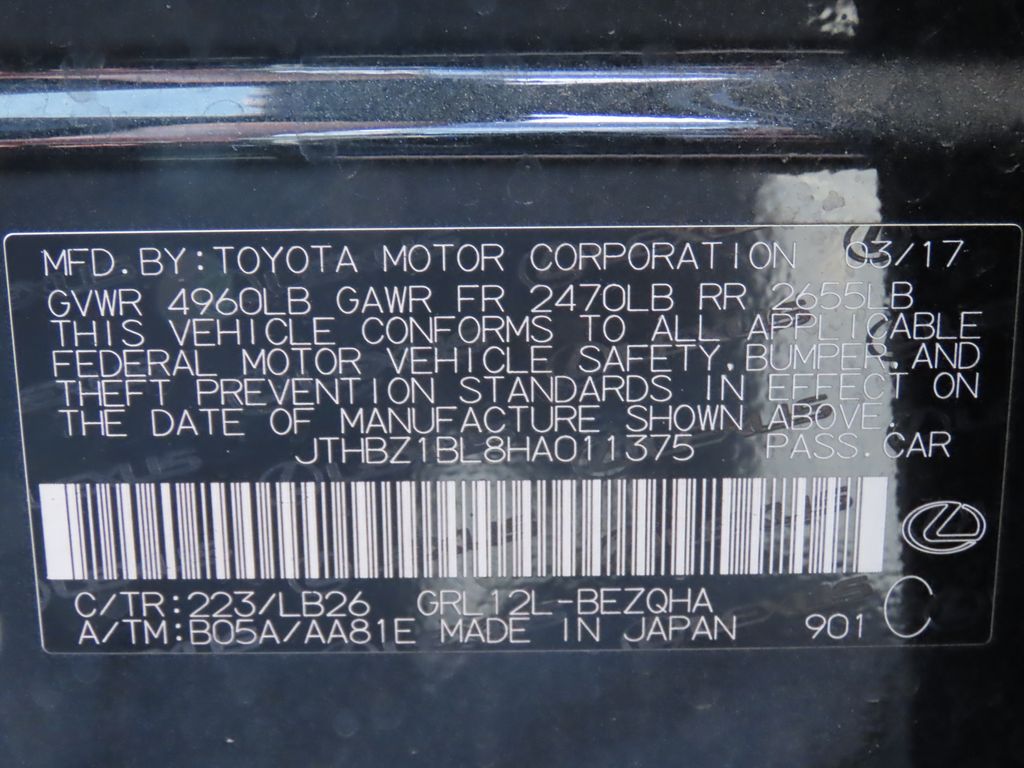 MFD.BY:TOYOTA MOTOR CORPORATION 03/17
GVWR 4960LB GAWR FR 2470LB RR 2655LB
THIS VEHICLE CONFORMS TO ALL APPLICABLE
FEDERAL MOTOR VEHICLE SAFETY,BUMPER,AND
THEFT PREVENTION STANDARDS IN EFFECT ON
THE DATE OF MANUFACTURE SHOWN ABOVE.
JTHBZ1BL8HA011375 PASS.CAR
C/TR:223/LB26 GRL12L-BEZQHA
A/TM:B05A/AA81E MADE IN JAPAN 901 C